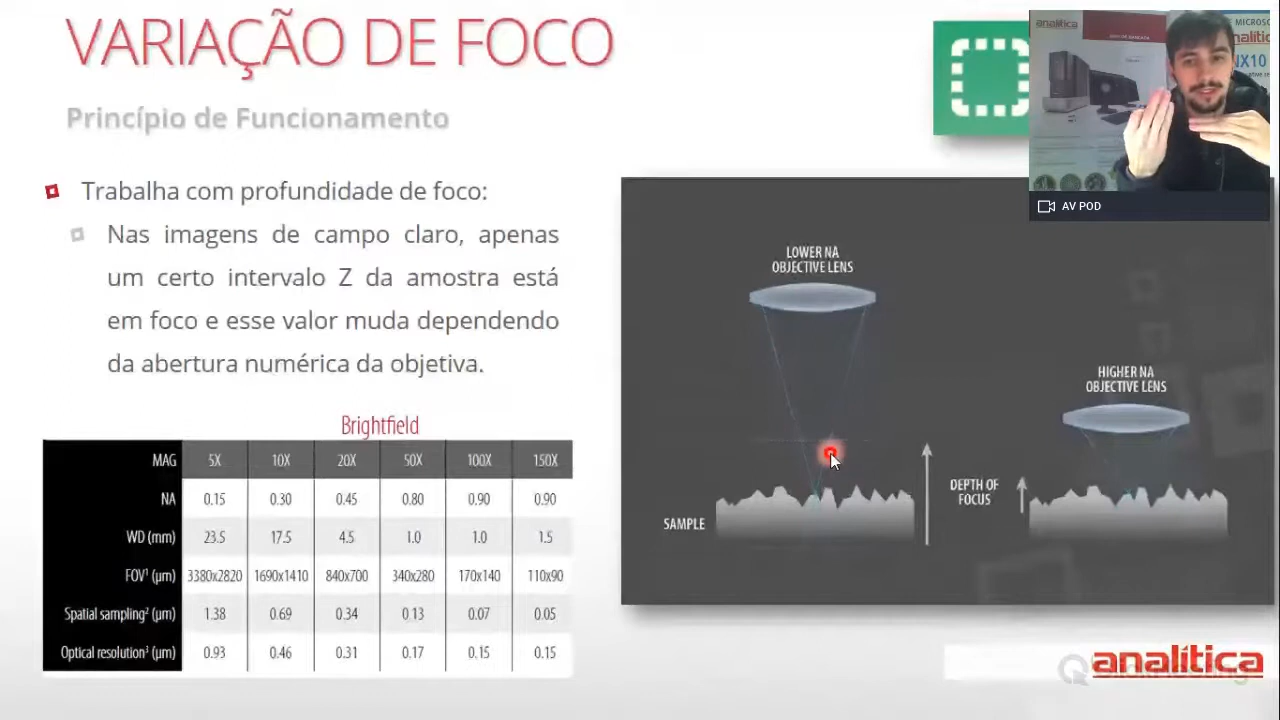 VARIAÇÃO DE FOCO
Princípio de Funcionamento
Trabalha com profundidade de foco:
Nas imagens de campo claro, apenas
um certo intervalo Z da amostra está
em foco e esse valor muda dependendo
da abertura numérica da objetiva.
Brightfield
MAG 5X 10X 20X 50X 100X 150X
NA 0.15 0.30 0.45 0.80 0.90 0.90
WD (mm) 23.5 17.5 4.5 1.0 1.0 1.5
FOV¹ (µm) 3380x2820 1690x1410 840x700 340x280 170x140 110x90
Spatial sampling² (µm) 1.38 0.69 0.34 0.13 0.07 0.05
Optical resolution³ (µm) 0.93 0.46 0.31 0.17 0.15 0.15
analítica
AV POD
LOWER NA
OBJECTIVE LENS
HIGHER NA
OBJECTIVE LENS
DEPTH OF
FOCUS
SAMPLE
analítica